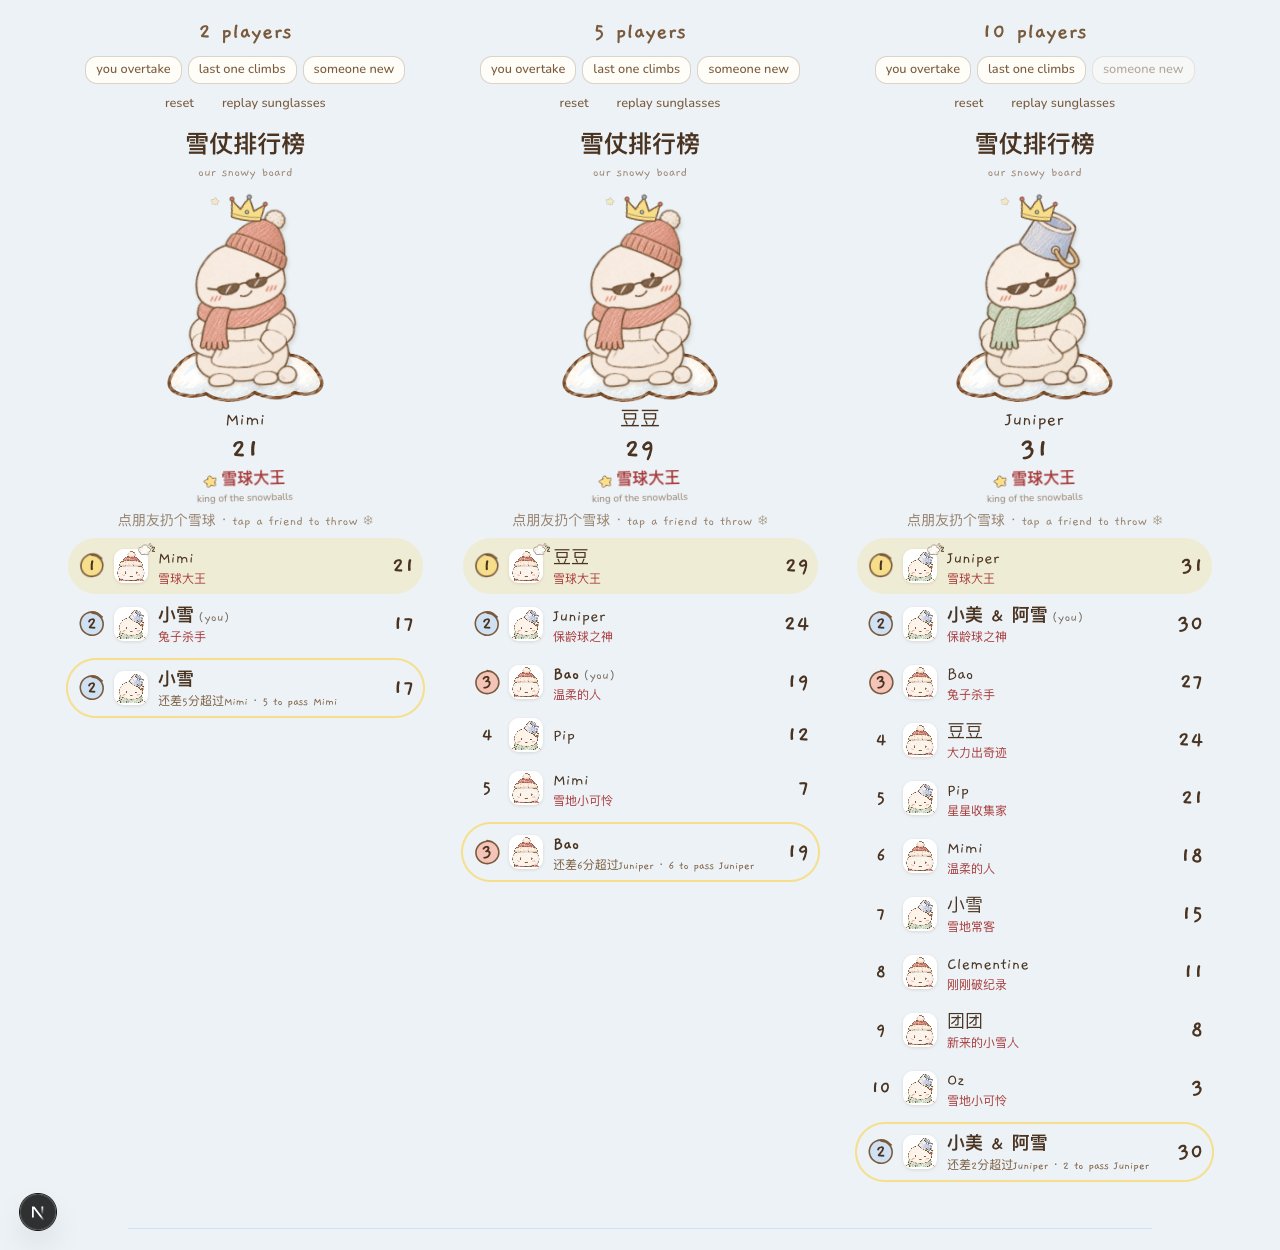 2 players
you overtake
last one climbs
someone new
reset
replay sunglasses
雪仗排行榜
our snowy board
Mimi
21
雪球大王
king of the snowballs
点朋友扔个雪球 · tap a friend to throw ❄
1 Mimi 21
雪球大王
2 小雪 (you) 17
兔子杀手
2 小雪 17
还差5分超过Mimi · 5 to pass Mimi
5 players
you overtake
last one climbs
someone new
reset
replay sunglasses
雪仗排行榜
our snowy board
豆豆
29
雪球大王
king of the snowballs
点朋友扔个雪球 · tap a friend to throw ❄
1 豆豆 29
雪球大王
2 Juniper 24
保龄球之神
3 Bao (you) 19
温柔的人
4 Pip 12
5 Mimi 7
雪地小可怜
3 Bao 19
还差6分超过Juniper · 6 to pass Juniper
10 players
you overtake
last one climbs
someone new
reset
replay sunglasses
雪仗排行榜
our snowy board
Juniper
31
雪球大王
king of the snowballs
点朋友扔个雪球 · tap a friend to throw ❄
1 Juniper 31
雪球大王
2 小美 & 阿雪 (you) 30
保龄球之神
3 Bao 27
兔子杀手
4 豆豆 24
大力出奇迹
5 Pip 21
星星收集家
6 Mimi 18
温柔的人
7 小雪 15
雪地常客
8 Clementine 11
刚刚破纪录
9 团团 8
新来的小雪人
10 Oz 3
雪地小可怜
2 小美 & 阿雪 30
还差2分超过Juniper · 2 to pass Juniper
N